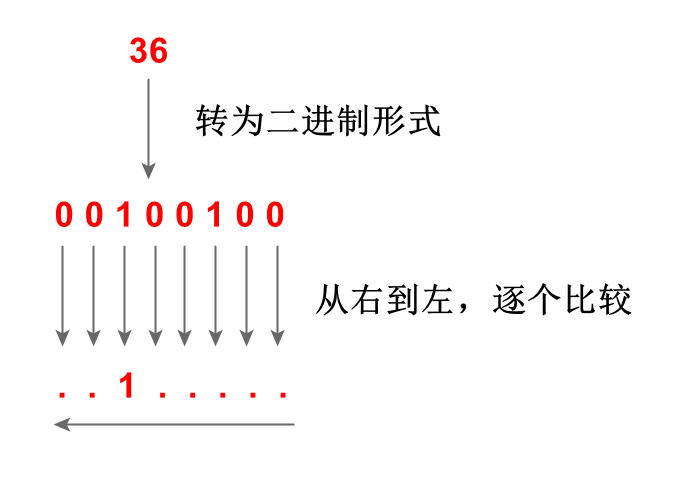 36
转为二进制形式
0 0 1 0 0 1 0 0
从右到左，逐个比较
. . 1 . . . . .